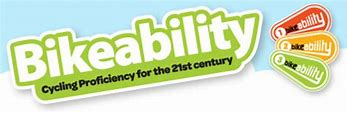 Bikeability
Cycling Proficiency for the 21st century
1 bikeability
2 bikeability
3 bikeability